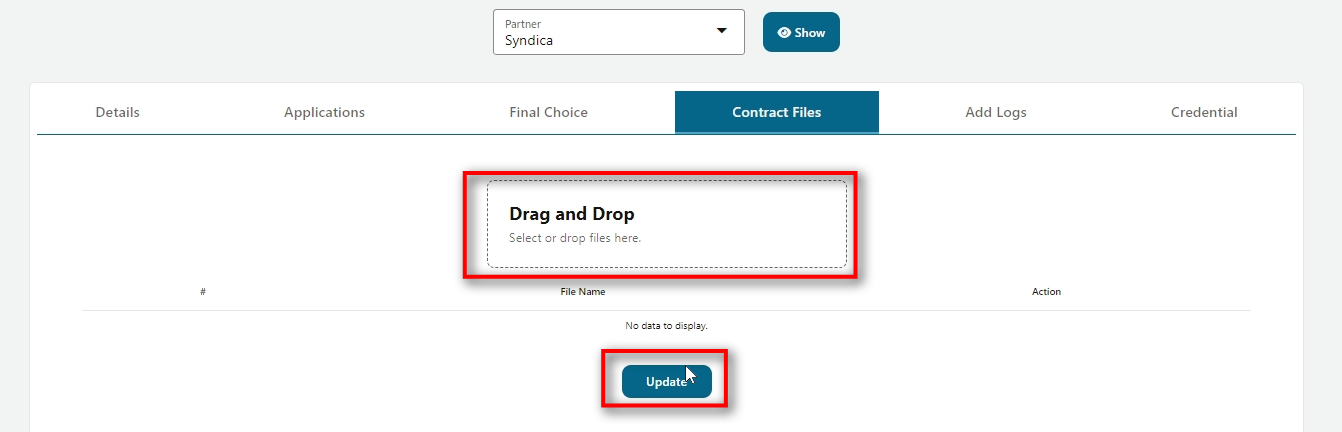 Partner
Syndica
Show
Details Applications Final Choice Contract Files Add Logs Credential
Drag and Drop
Select or drop files here.
# File Name Action
No data to display.
Update